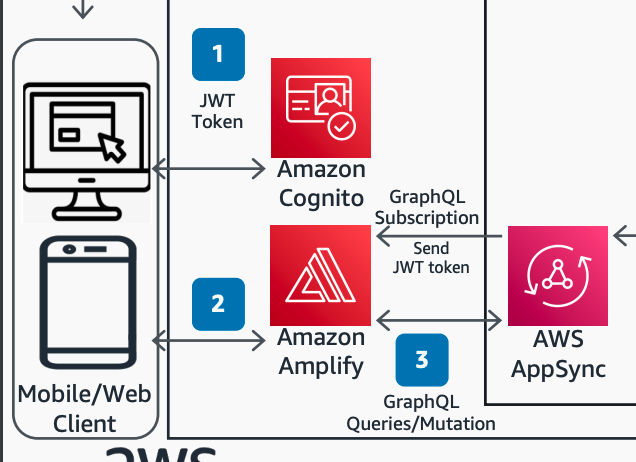 1
JWT
Token
Amazon
Cognito
GraphQL
Subscription
Send
JWT token
2
Amazon
Amplify
3
AWS
AppSync
GraphQL
Queries/Mutation
Mobile/Web
Client
aws